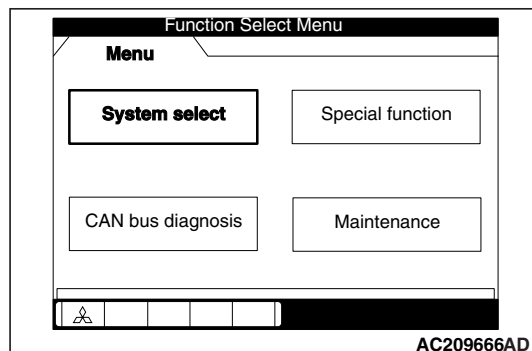 Function Select Menu
Menu
System select Special function
CAN bus diagnosis Maintenance
AC209666AD